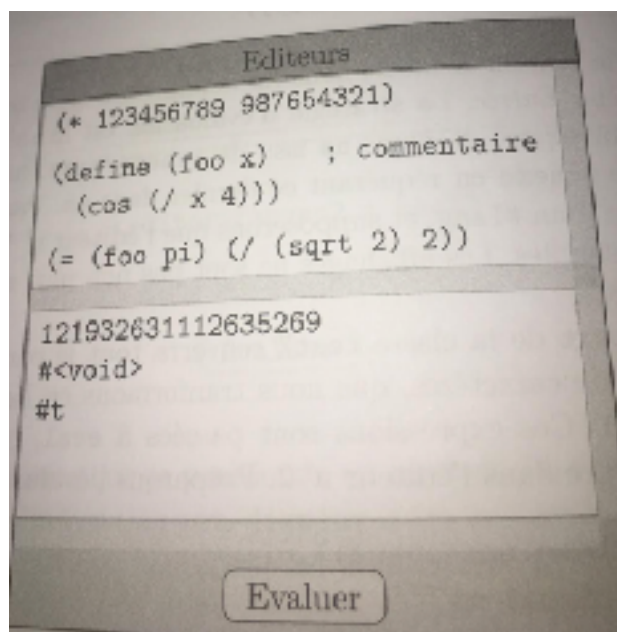 Editeurs
(* 123456789 987654321)
(define (foo x) ; commentaire
(cos (/ x 4)))
(= (foo pi) (/ (sqrt 2) 2))
121932631112635269
#<void>
#t
Evaluer